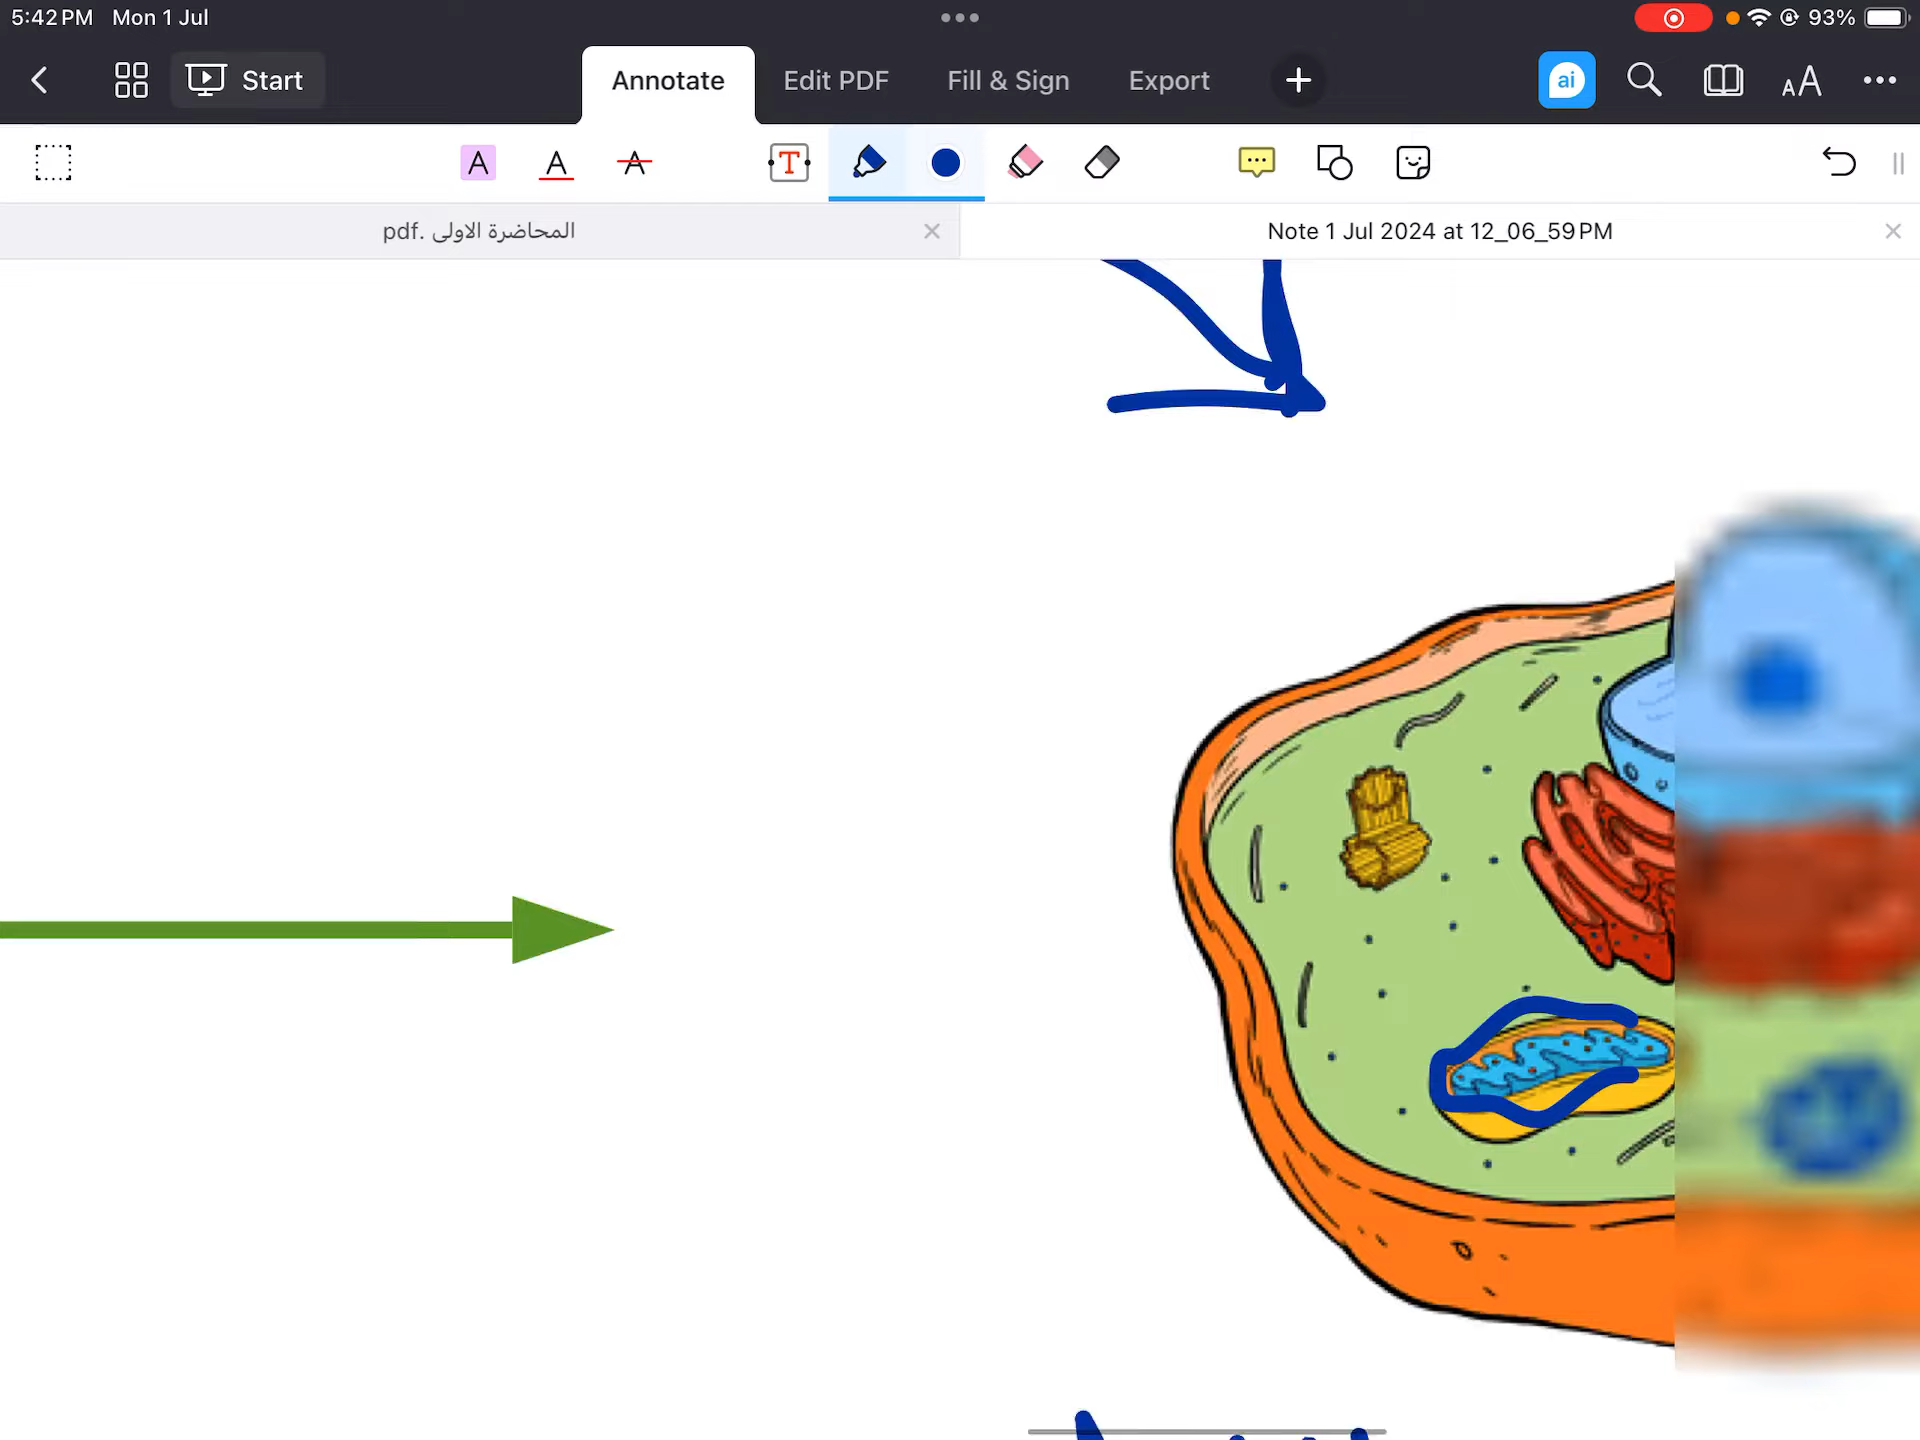 5:42 PM Mon 1 Jul 93%
Start Annotate Edit PDF Fill & Sign Export ai AA
A A A T
المحاضرة الاولى .pdf Note 1 Jul 2024 at 12_06_59 PM